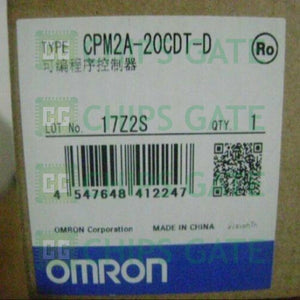 TYPE CPM2A-20CDT-D Ro
可编程序控制器
LOT No. 17Z2S QTY. 1
4 547648 412247
OMRON Corporation MADE IN CHINA
OMRON
CHIPS GATE